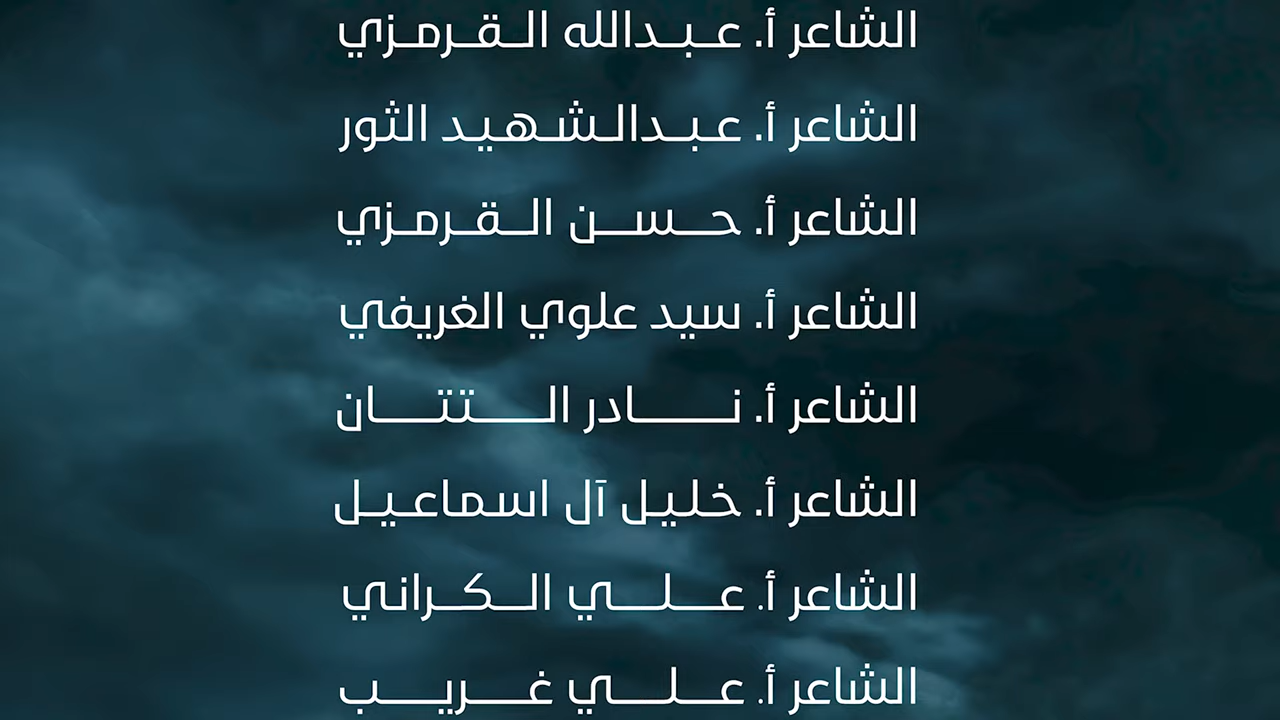 الشاعر أ. عبدالله القرمزي
الشاعر أ. عبدالشهيد الثور
الشاعر أ. حسن القرمزي
الشاعر أ. سيد علوي الغريفي
الشاعر أ. نادر التتان
الشاعر أ. خليل آل اسماعيل
الشاعر أ. علي الكراني
الشاعر أ. علي غريب